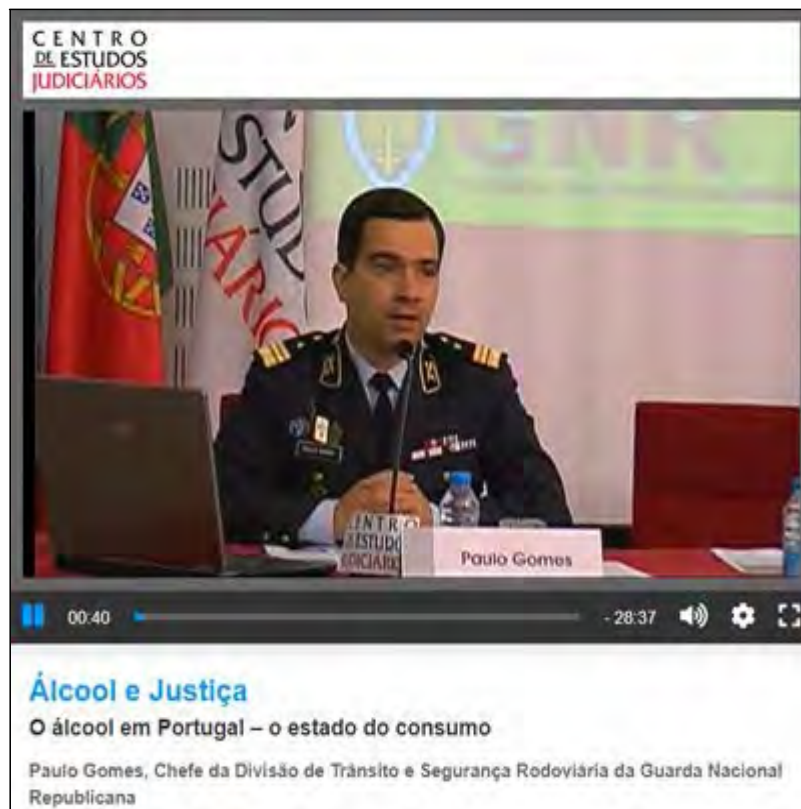 CENTRO
DE ESTUDOS
JUDICIÁRIOS
GNR
Paulo Gomes
00:40
- 28:37
Álcool e Justiça
O álcool em Portugal – o estado do consumo
Paulo Gomes, Chefe da Divisão de Trânsito e Segurança Rodoviária da Guarda Nacional
Republicana